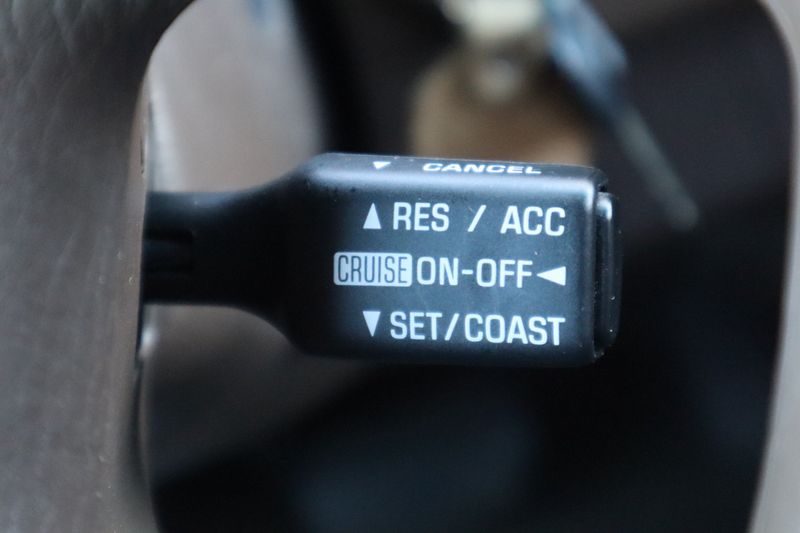 ▼ CANCEL
▲ RES / ACC
CRUISE ON-OFF ◀
▼ SET/COAST